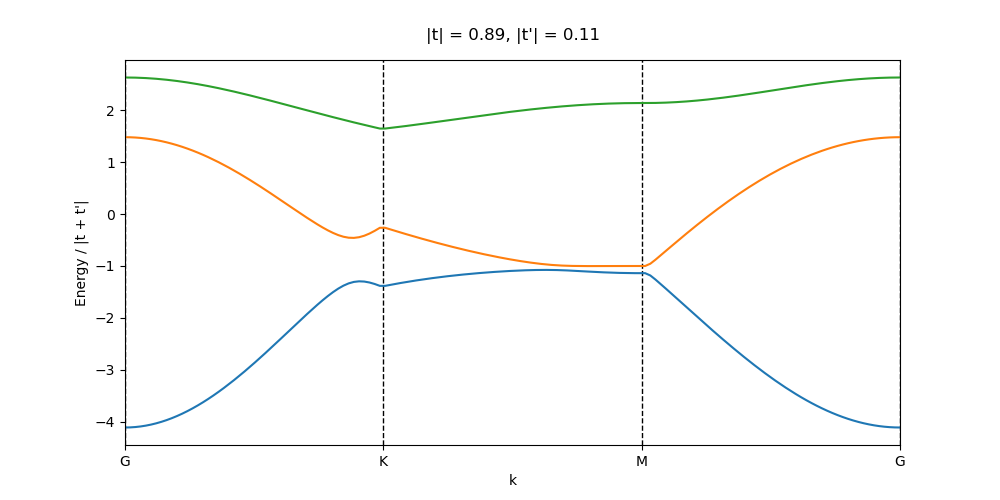 |t| = 0.89, |t'| = 0.11
Energy / |t + t'|
2
1
0
−1
−2
−3
−4
G K M G
k